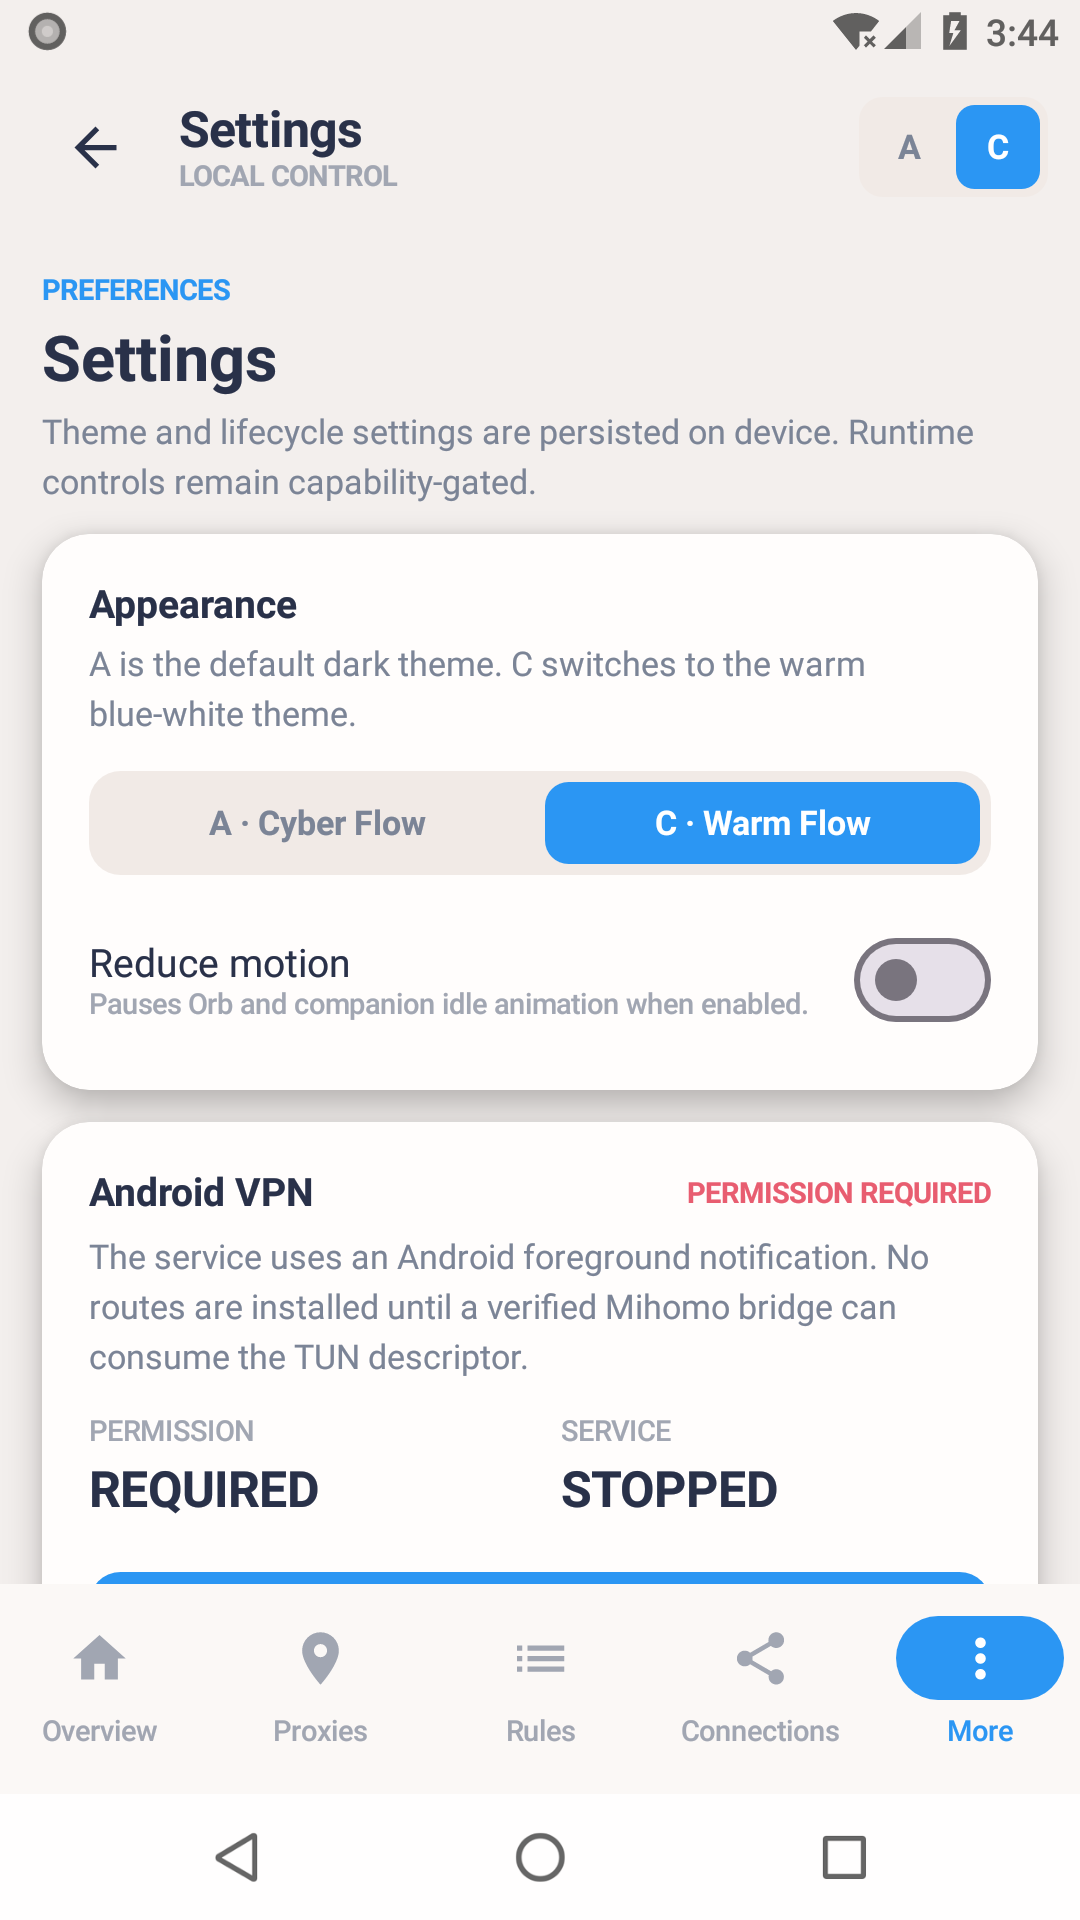 3:44
Settings
LOCAL CONTROL
A
C
PREFERENCES
Settings
Theme and lifecycle settings are persisted on device. Runtime
controls remain capability-gated.
Appearance
A is the default dark theme. C switches to the warm
blue-white theme.
A · Cyber Flow
C · Warm Flow
Reduce motion
Pauses Orb and companion idle animation when enabled.
Android VPN
PERMISSION REQUIRED
The service uses an Android foreground notification. No
routes are installed until a verified Mihomo bridge can
consume the TUN descriptor.
PERMISSION
SERVICE
REQUIRED
STOPPED
Overview
Proxies
Rules
Connections
More